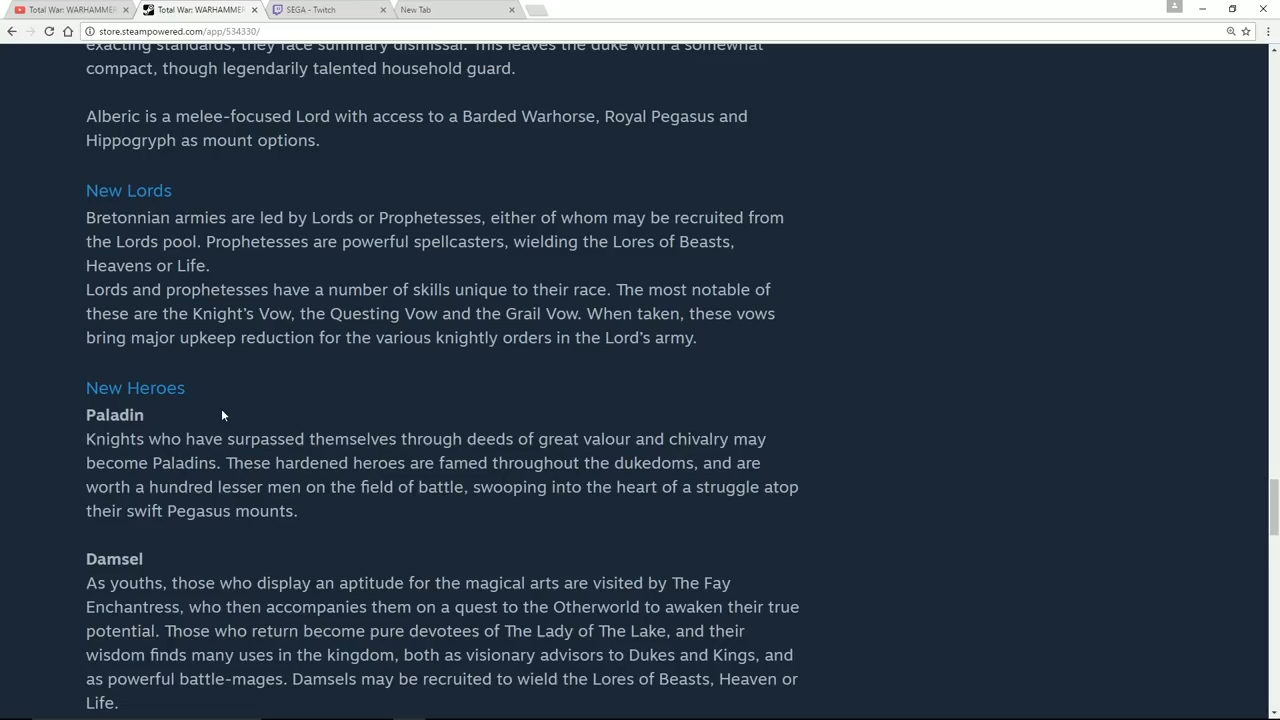 Total War: WARHAMMER
Total War: WARHAMMER
SEGA - Twitch
New Tab
store.steampowered.com/app/534330/
exacting standards, they face summary dismissal. This leaves the duke with a somewhat
compact, though legendarily talented household guard.
Alberic is a melee-focused Lord with access to a Barded Warhorse, Royal Pegasus and
Hippogryph as mount options.
New Lords
Bretonnian armies are led by Lords or Prophetesses, either of whom may be recruited from
the Lords pool. Prophetesses are powerful spellcasters, wielding the Lores of Beasts,
Heavens or Life.
Lords and prophetesses have a number of skills unique to their race. The most notable of
these are the Knight’s Vow, the Questing Vow and the Grail Vow. When taken, these vows
bring major upkeep reduction for the various knightly orders in the Lord’s army.
New Heroes
Paladin
Knights who have surpassed themselves through deeds of great valour and chivalry may
become Paladins. These hardened heroes are famed throughout the dukedoms, and are
worth a hundred lesser men on the field of battle, swooping into the heart of a struggle atop
their swift Pegasus mounts.
Damsel
As youths, those who display an aptitude for the magical arts are visited by The Fay
Enchantress, who then accompanies them on a quest to the Otherworld to awaken their true
potential. Those who return become pure devotees of The Lady of The Lake, and their
wisdom finds many uses in the kingdom, both as visionary advisors to Dukes and Kings, and
as powerful battle-mages. Damsels may be recruited to wield the Lores of Beasts, Heaven or
Life.